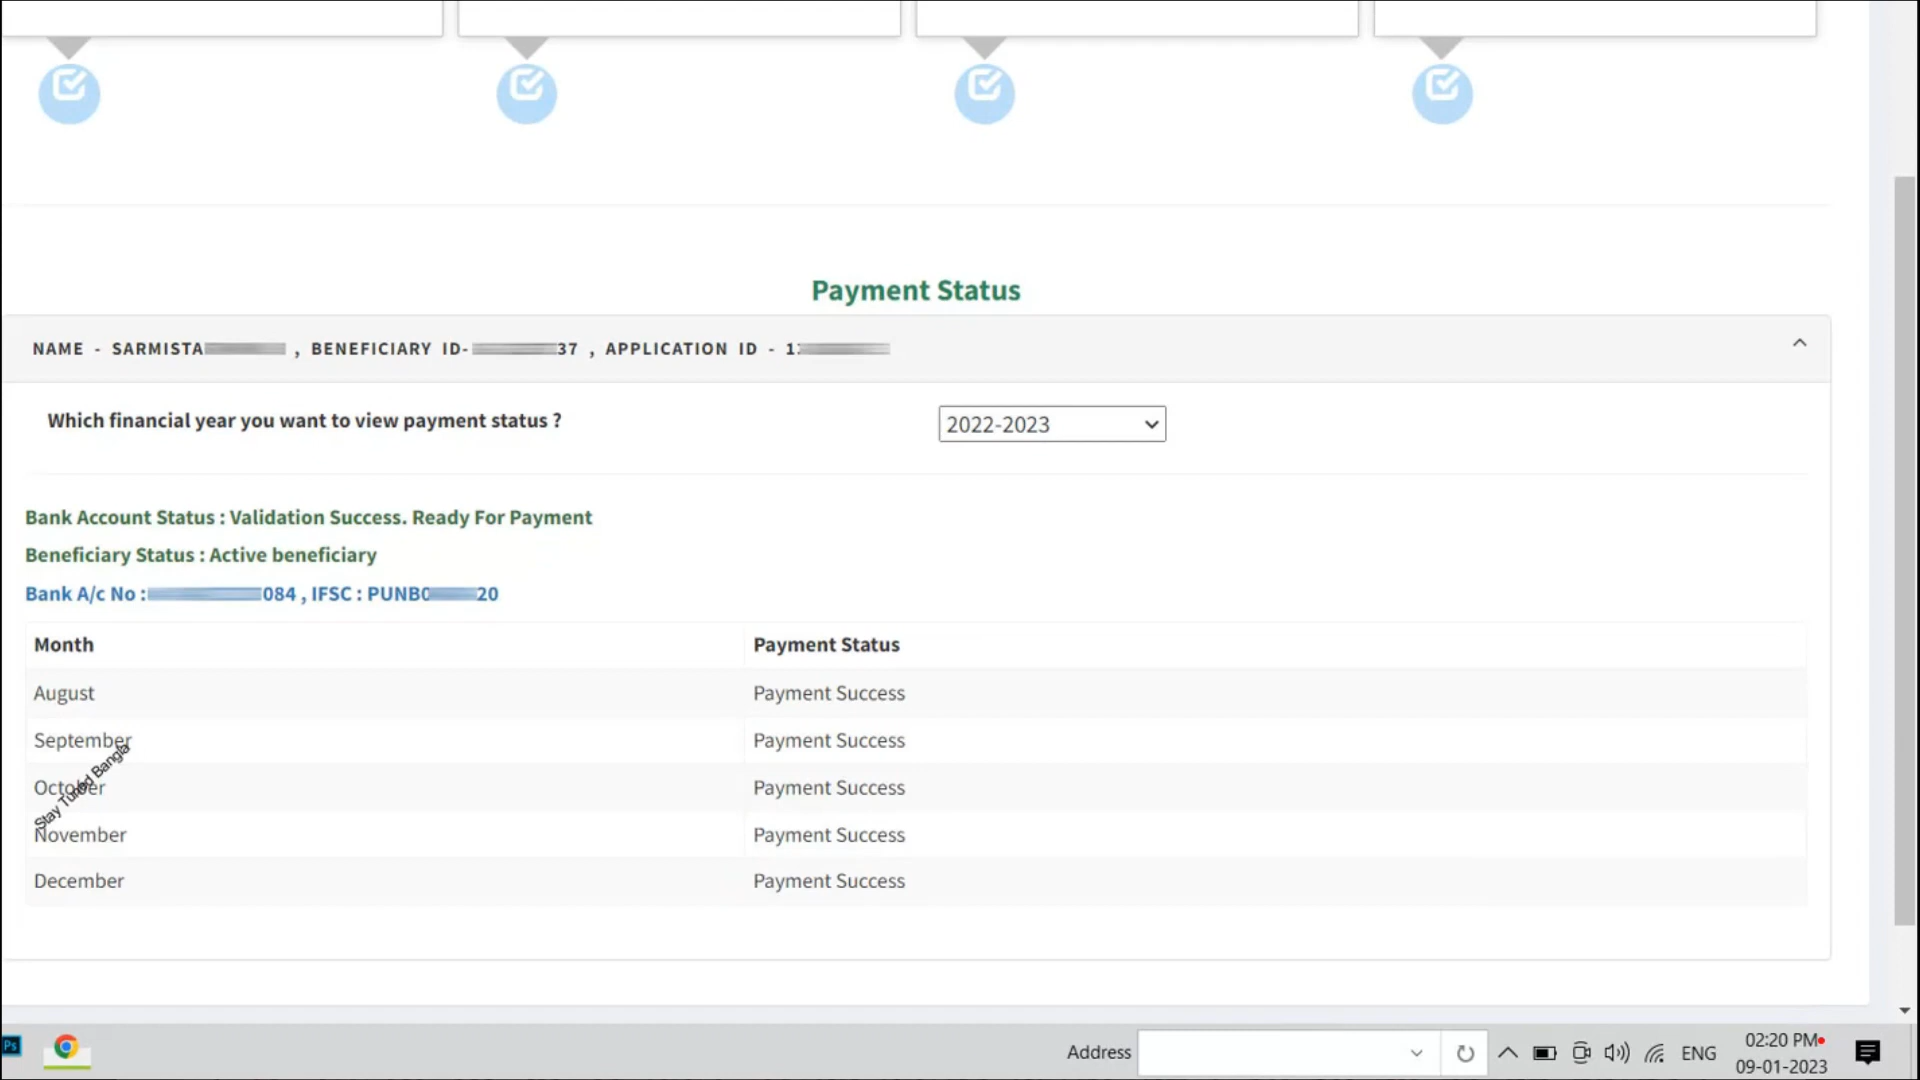 Payment Status
NAME - SARMISTA , BENEFICIARY ID- 37 , APPLICATION ID - 1
Which financial year you want to view payment status ?
2022-2023
Bank Account Status : Validation Success. Ready For Payment
Beneficiary Status : Active beneficiary
Bank A/c No : 084 , IFSC : PUNB0 20
Month Payment Status
August Payment Success
September Payment Success
October Payment Success
November Payment Success
December Payment Success
Stay Tuned Bangla
Ps
Address
ENG
02:20 PM
09-01-2023